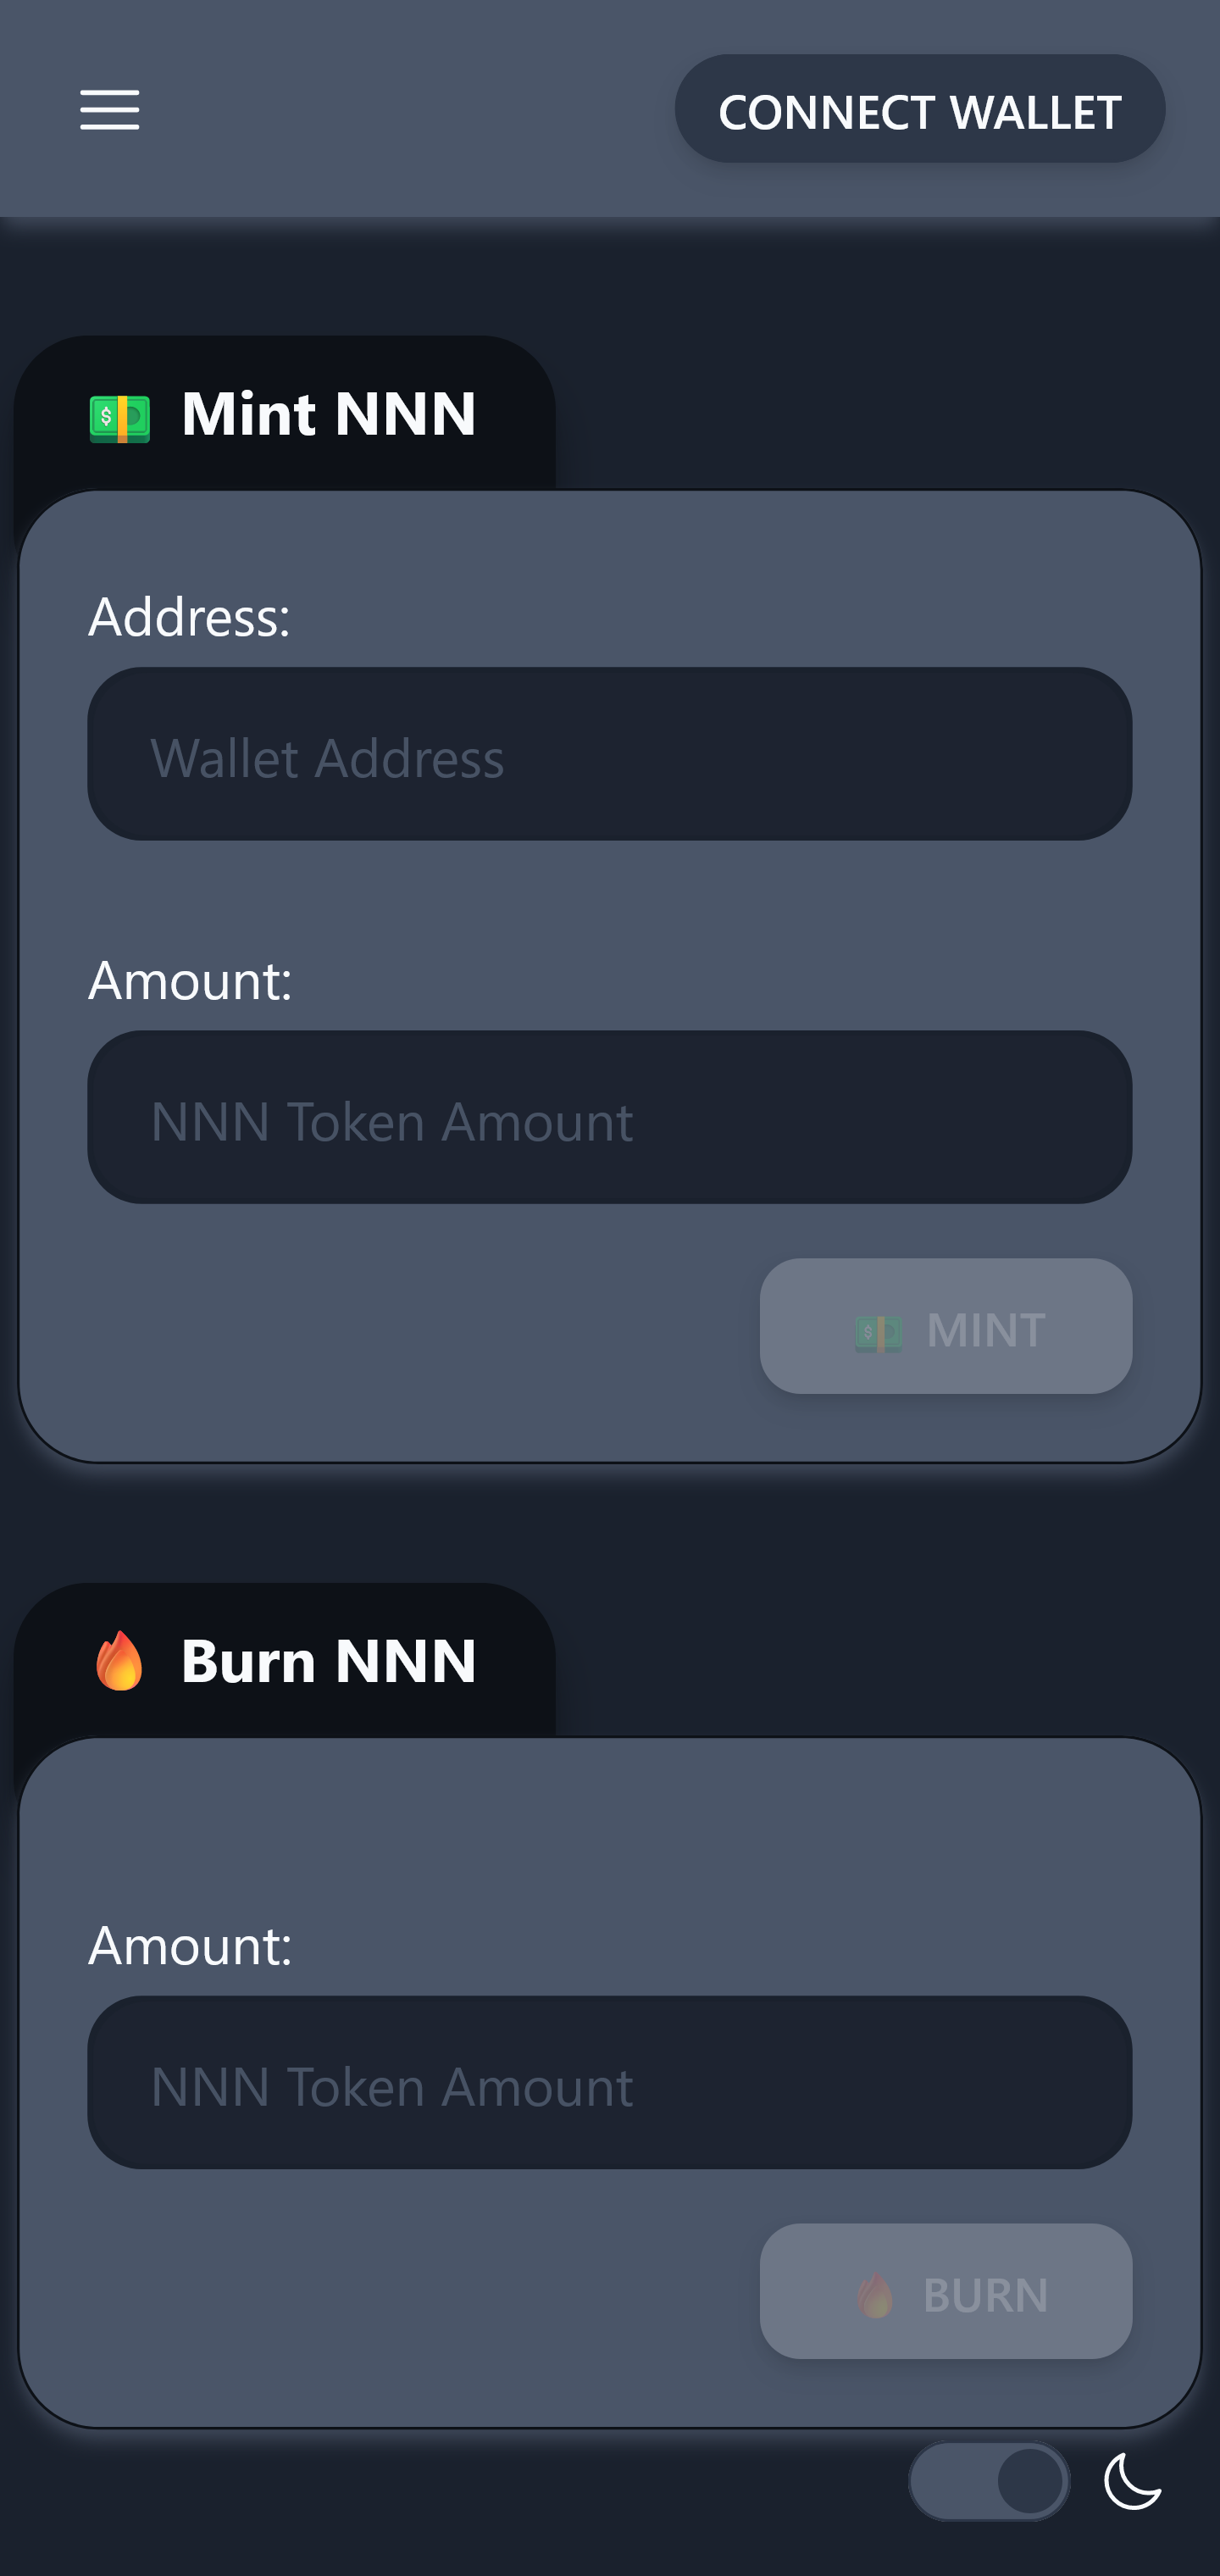 CONNECT WALLET
Mint NNN
Address:
Wallet Address
Amount:
NNN Token Amount
MINT
Burn NNN
Amount:
NNN Token Amount
BURN